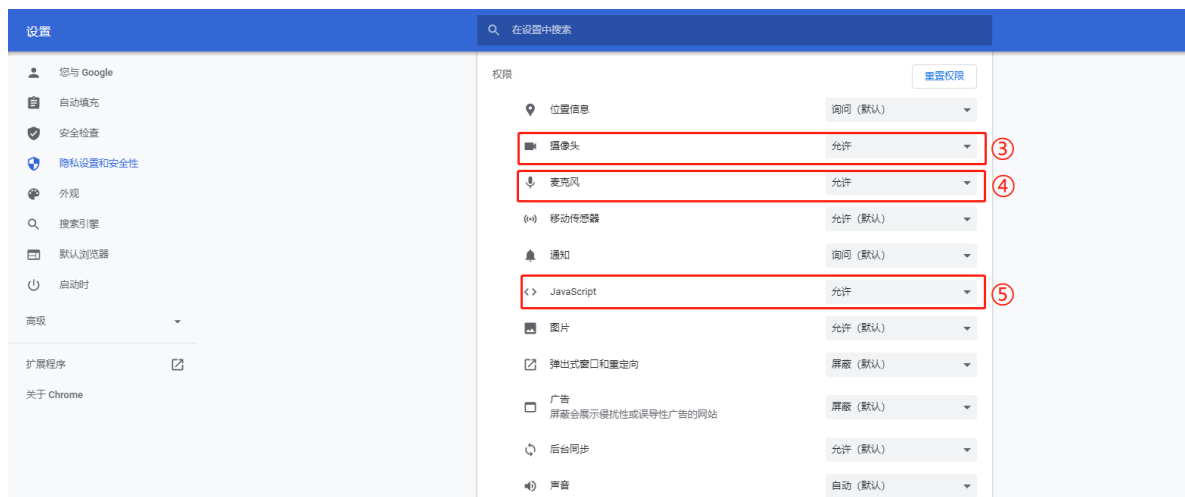 设置
在设置中搜索
您与 Google
自动填充
安全检查
隐私设置和安全性
外观
搜索引擎
默认浏览器
启动时
高级
扩展程序
关于 Chrome
权限 重置权限
位置信息 询问（默认）
摄像头 允许 ③
麦克风 允许 ④
移动传感器 允许（默认）
通知 询问（默认）
JavaScript 允许 ⑤
图片 允许（默认）
弹出式窗口和重定向 屏蔽（默认）
广告 屏蔽（默认）
屏蔽会展示侵扰性或误导性广告的网站
后台同步 允许（默认）
声音 自动（默认）